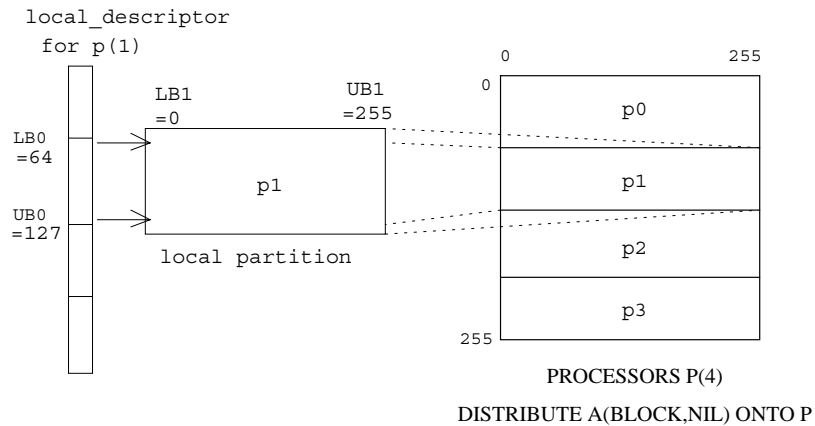 local_descriptor
for p(1)
LB0
=64
UB0
=127
LB1
=0
UB1
=255
p1
local partition
0
255
0
p0
p1
p2
p3
255
PROCESSORS P(4)
DISTRIBUTE A(BLOCK,NIL) ONTO P